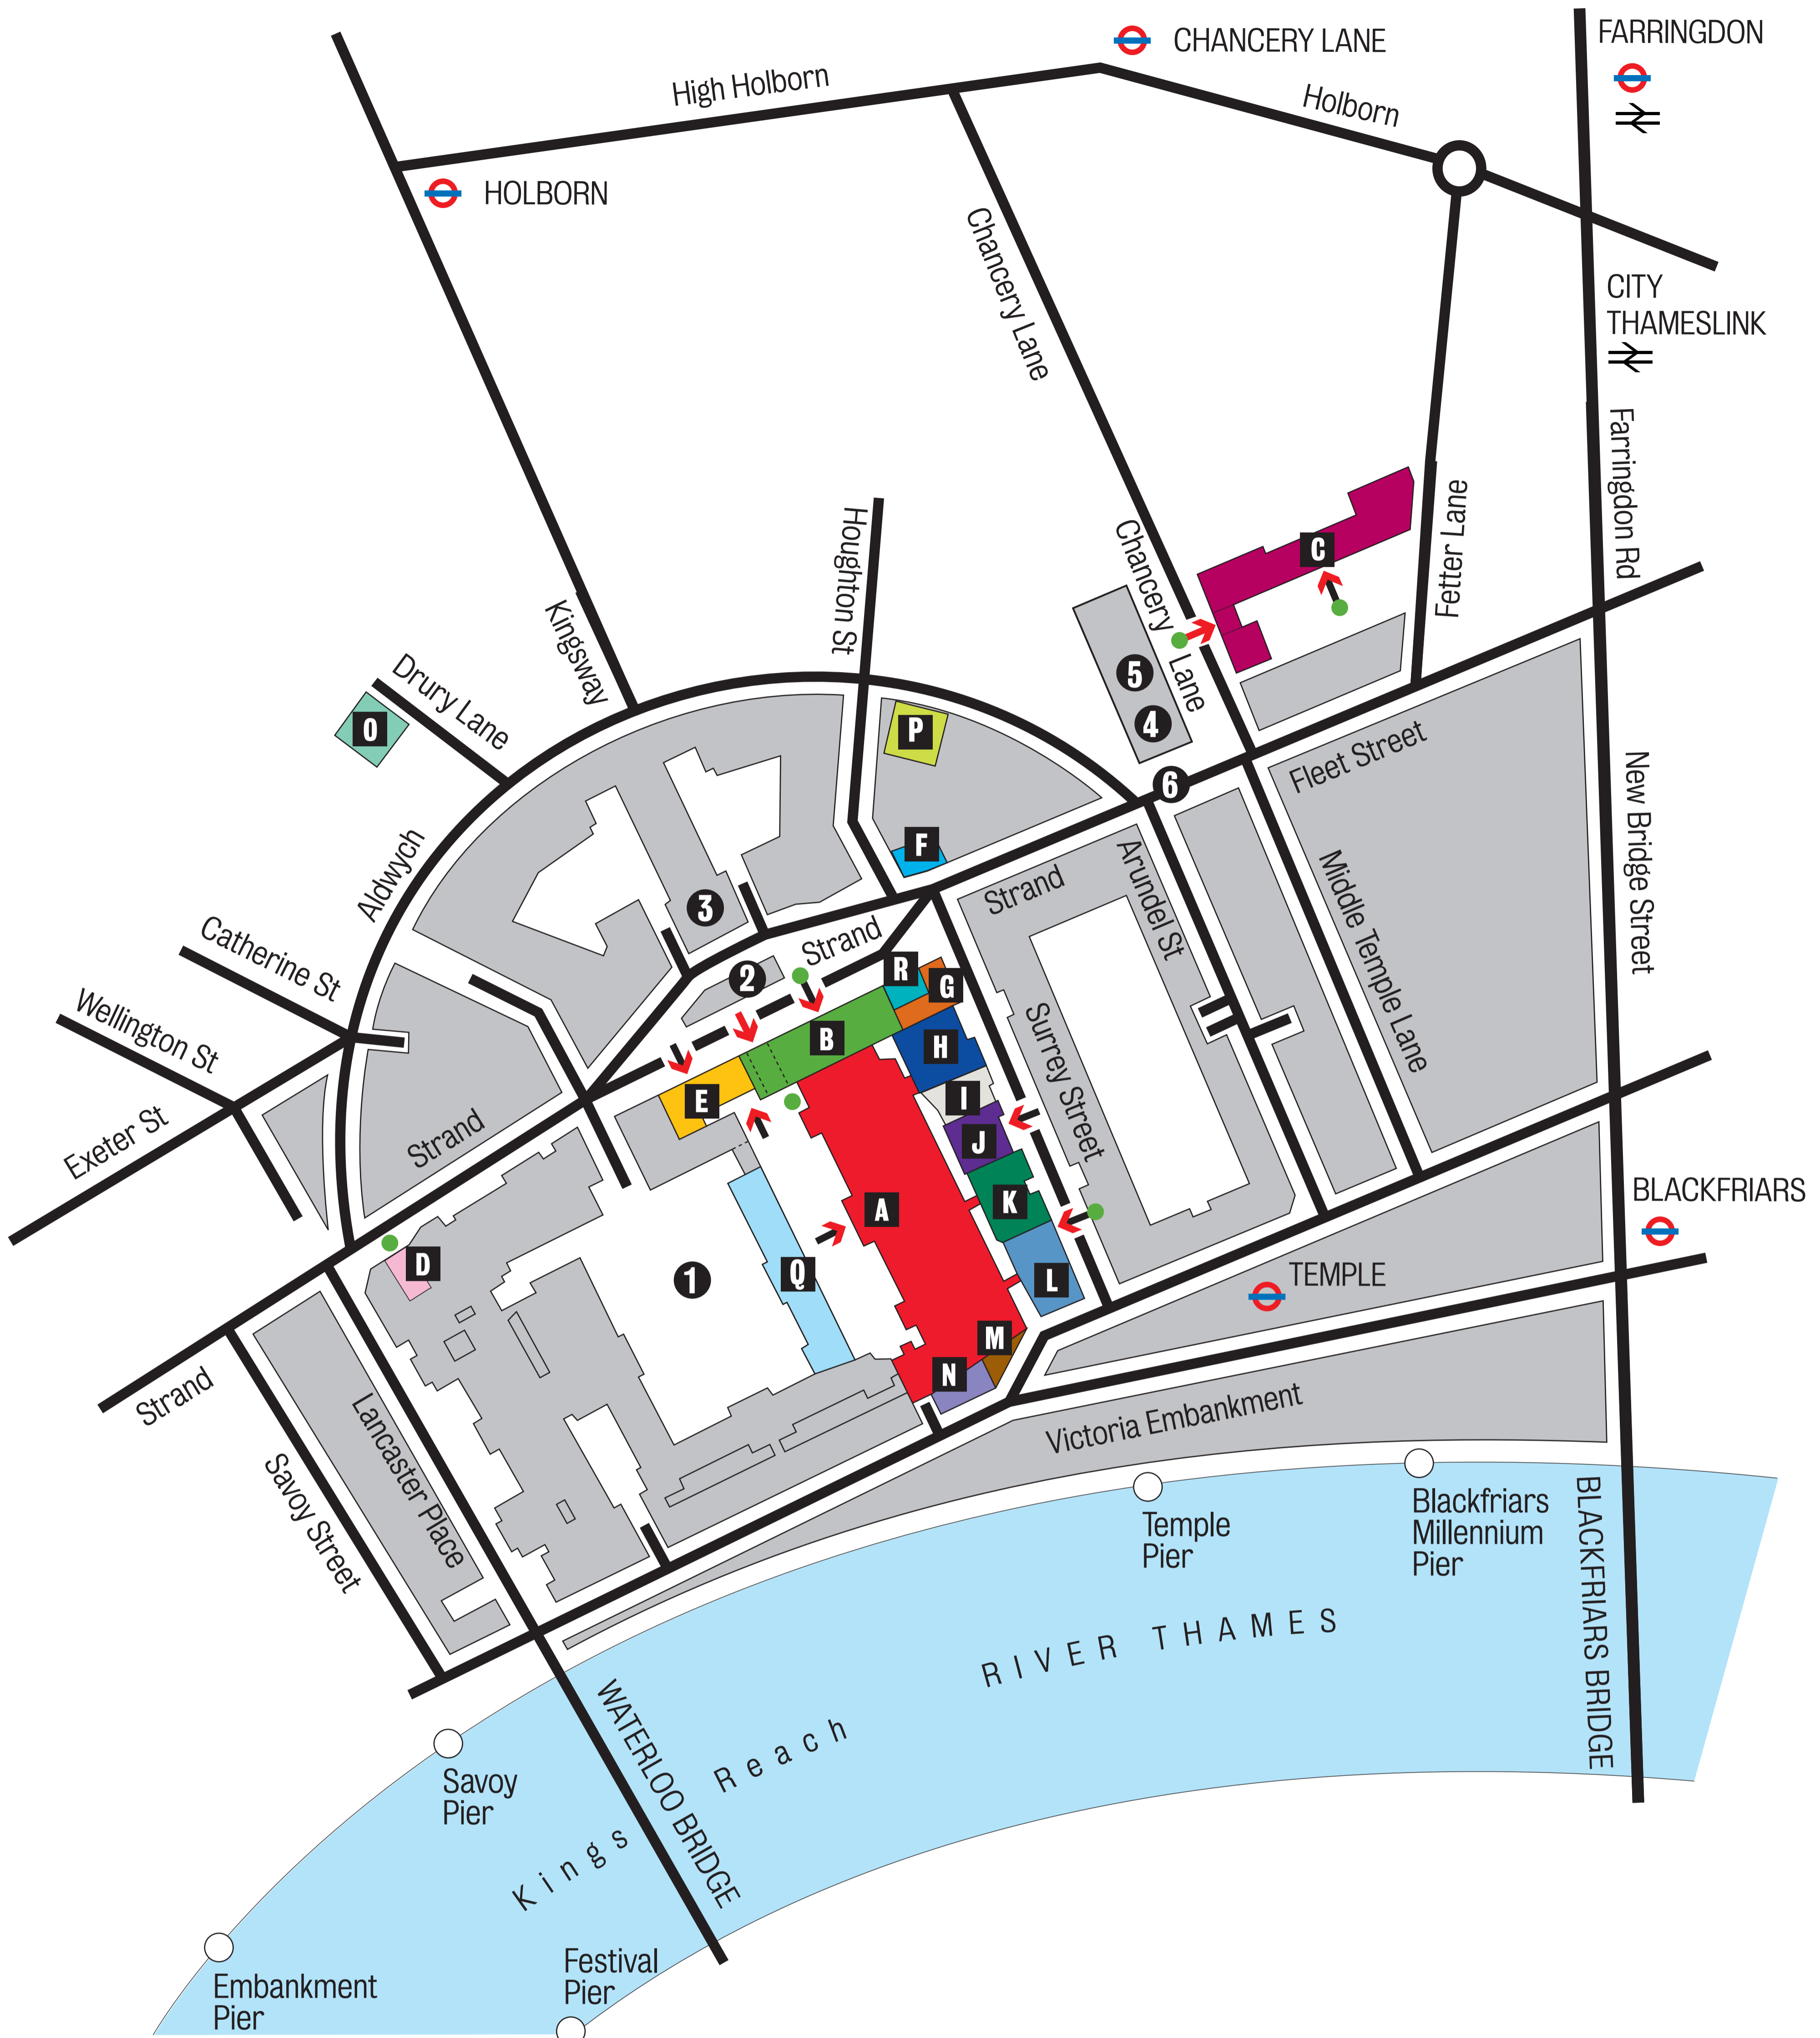 CHANCERY LANE
FARRINGDON
High Holborn
Holborn
HOLBORN
Chancery Lane
CITY
THAMESLINK
Farringdon Rd
Fetter Lane
Houghton St
Chancery
Lane
C
Kingsway
Drury Lane
O
P
5
4
6
Fleet Street
New Bridge Street
Aldwych
F
3
Strand
Arundel St
Middle Temple Lane
Catherine St
Strand
2
R
G
Wellington St
B
H
Surrey Street
E
I
J
Exeter St
Strand
K
A
BLACKFRIARS
D
1
Q
L
TEMPLE
M
N
Strand
Lancaster Place
Victoria Embankment
Savoy Street
Temple
Pier
Blackfriars
Millennium
Pier
BLACKFRIARS BRIDGE
RIVER THAMES
WATERLOO BRIDGE
Kings Reach
Savoy
Pier
Embankment
Pier
Festival
Pier